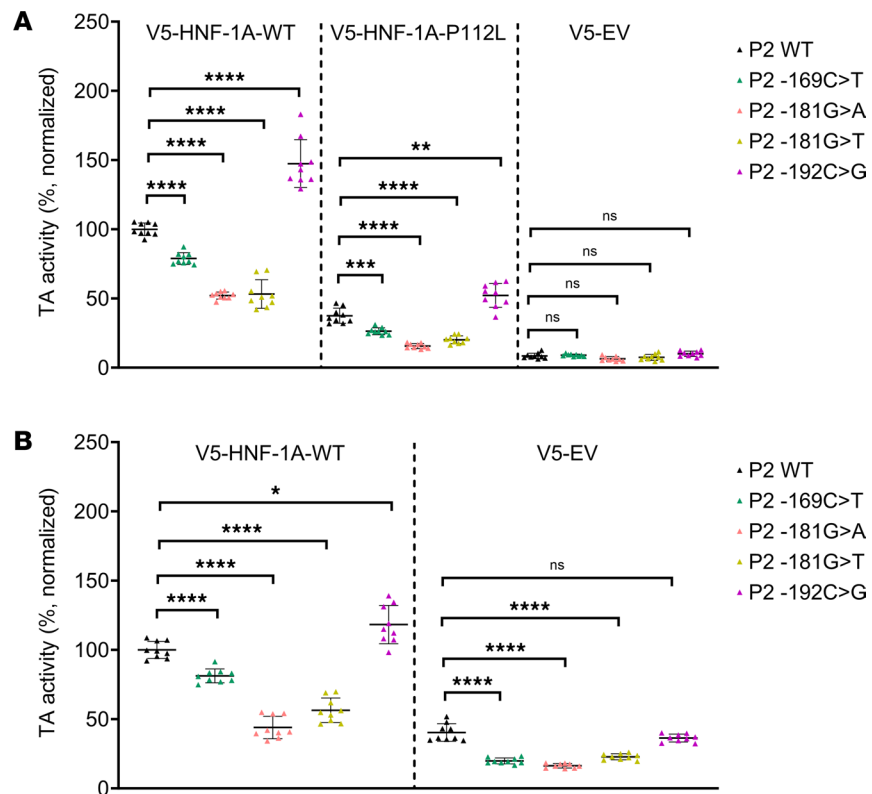 A
V5-HNF-1A-WT V5-HNF-1A-P112L V5-EV
TA activity (%, normalized)
250
200
150
100
50
0
****
****
****
****
**
****
****
***
ns
ns
ns
ns
P2 WT
P2 -169C>T
P2 -181G>A
P2 -181G>T
P2 -192C>G
B
V5-HNF-1A-WT V5-EV
TA activity (%, normalized)
250
200
150
100
50
0
*
****
****
****
ns
****
****
****
P2 WT
P2 -169C>T
P2 -181G>A
P2 -181G>T
P2 -192C>G